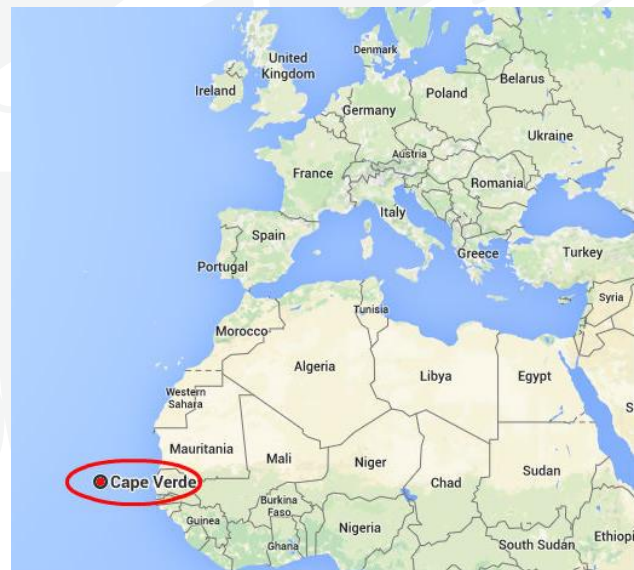 United
Kingdom
Denmark
Ireland
Belarus
Poland
Germany
Ukraine
Austria
France
Romania
Italy
Spain
Portugal
Greece
Turkey
Syria
Tunisia
Morocco
Algeria
Libya
Egypt
Western
Sahara
Mauritania
Mali
Niger
Chad
Sudan
Cape Verde
Burkina
Faso
Guinea
Nigeria
Ghana
South Sudan
Ethiopi
S